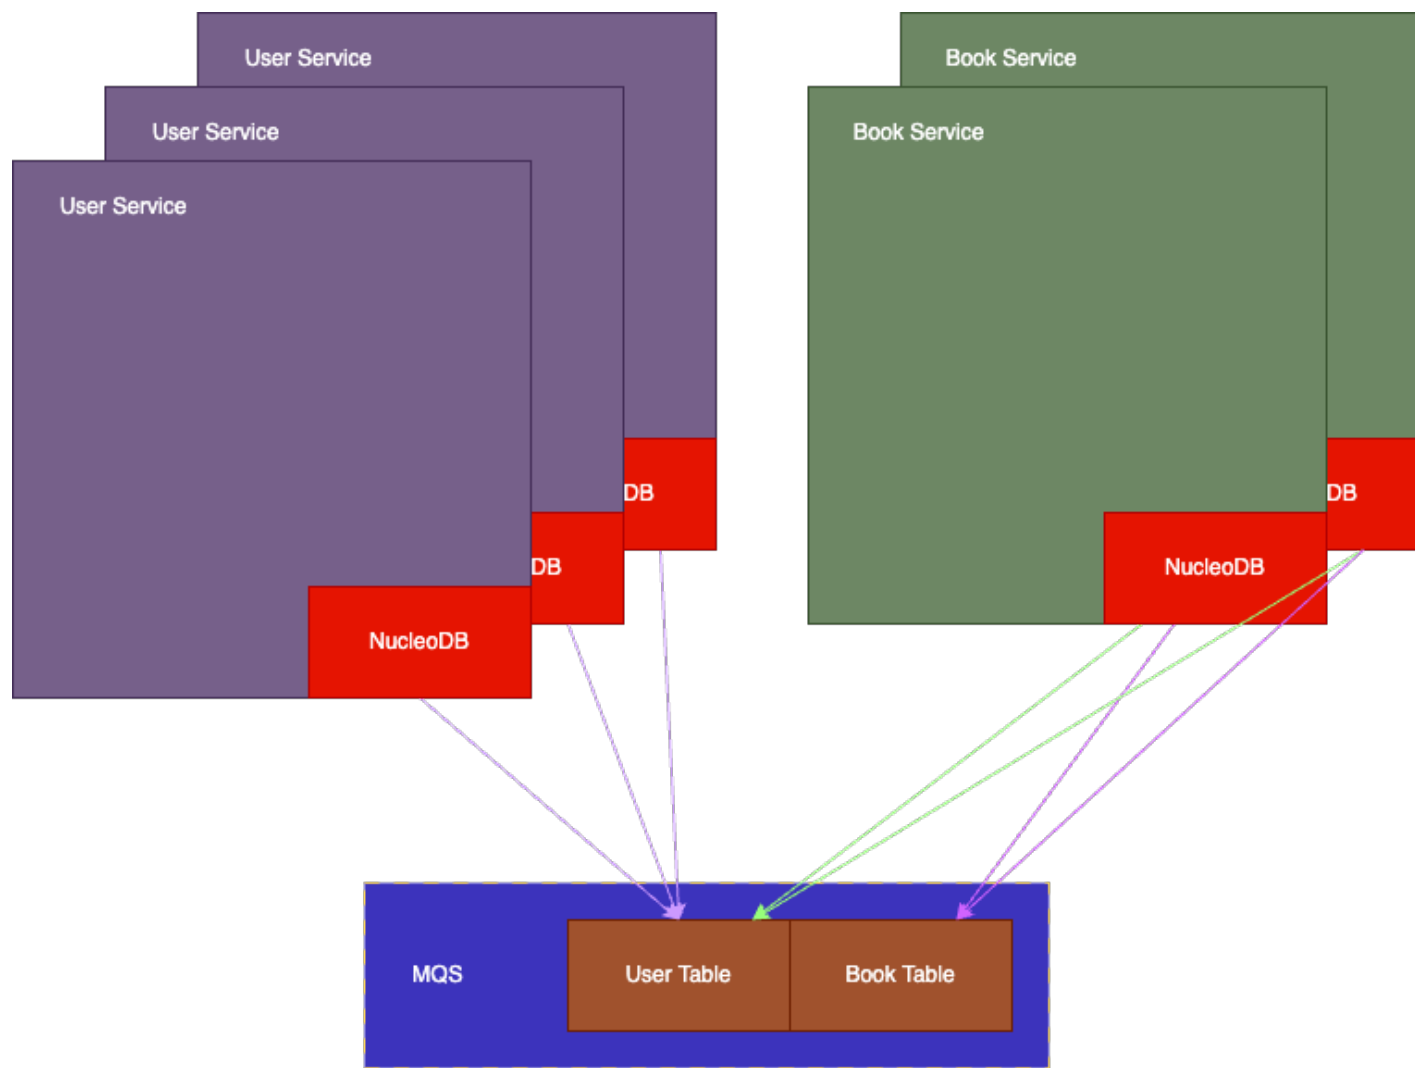 User Service
Book Service
User Service
Book Service
User Service
DB
DB
DB
NucleoDB
NucleoDB
MQS
User Table
Book Table